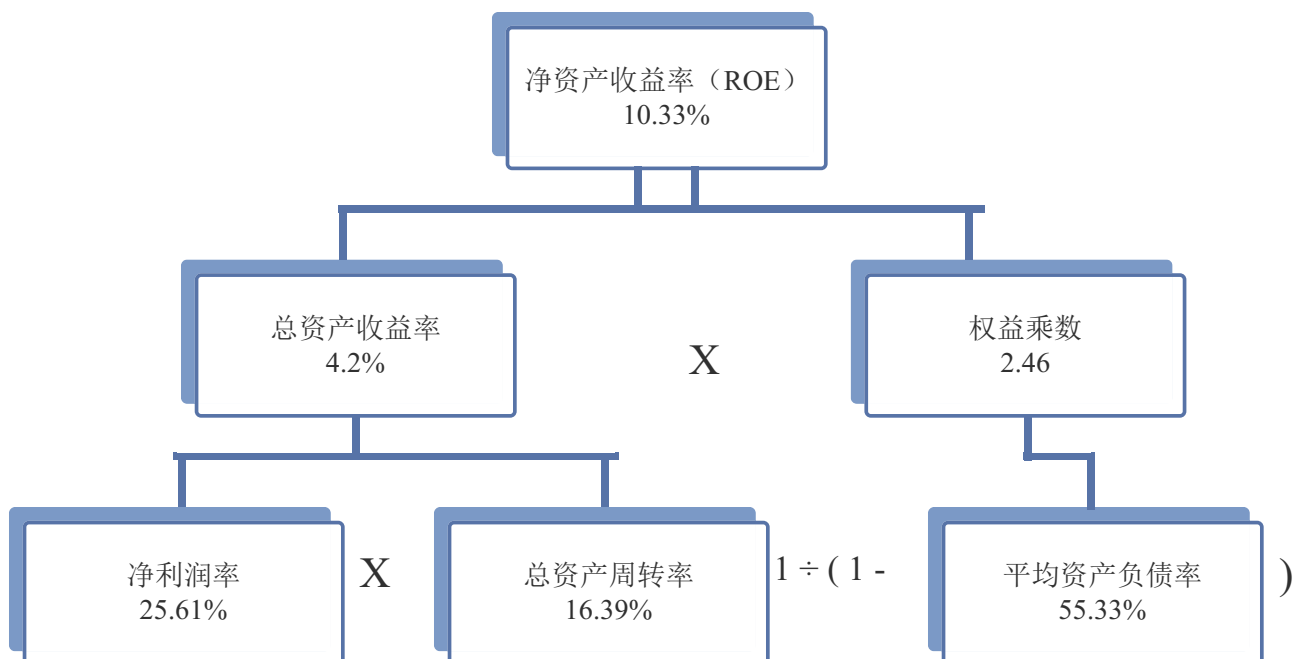 净资产收益率（ROE）
10.33%
总资产收益率
4.2%
X
权益乘数
2.46
净利润率
25.61%
X
总资产周转率
16.39%
1 ÷ ( 1 -
平均资产负债率
55.33%
)